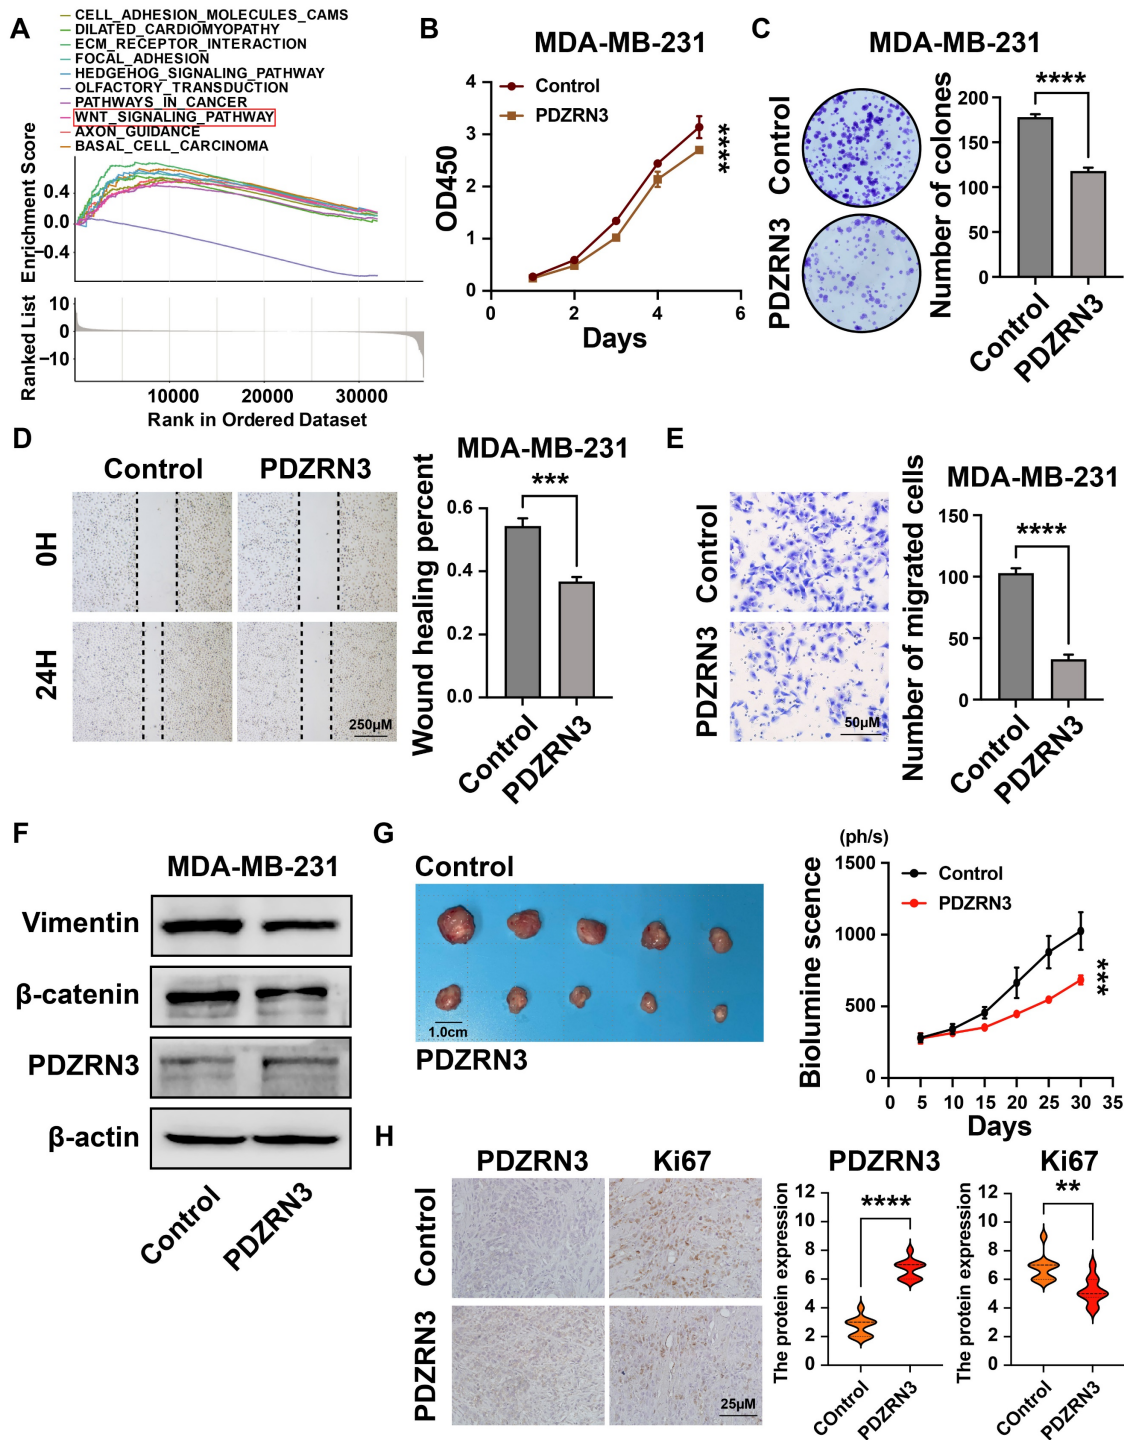 A
CELL_ADHESION_MOLECULES_CAMS
DILATED_CARDIOMYOPATHY
ECM_RECEPTOR_INTERACTION
FOCAL_ADHESION
HEDGEHOG_SIGNALING_PATHWAY
OLFACTORY_TRANSDUCTION
PATHWAYS_IN_CANCER
WNT_SIGNALING_PATHWAY
AXON_GUIDANCE
BASAL_CELL_CARCINOMA
Enrichment Score
0.4
0.0
−0.4
Ranked List
10
0
−10
10000 20000 30000
Rank in Ordered Dataset
B
MDA-MB-231
Control
PDZRN3
OD450
4
3
2
1
0
0 2 4 6
Days
****
C
MDA-MB-231
Control
PDZRN3
Number of colones
200
150
100
50
0
****
Control
PDZRN3
D
Control PDZRN3
0H
24H
250μM
MDA-MB-231
Wound healing percent
0.6
0.4
0.2
0.0
***
Control
PDZRN3
E
Control
PDZRN3
50μM
MDA-MB-231
Number of migrated cells
150
100
50
0
****
Control
PDZRN3
F
MDA-MB-231
Vimentin
β-catenin
PDZRN3
β-actin
Control
PDZRN3
G
Control
1.0cm
PDZRN3
(ph/s)
Biolumine scence
1500
1000
500
0
Control
PDZRN3
***
0 5 10 15 20 25 30 35
Days
H
PDZRN3 Ki67
Control
PDZRN3
25μM
PDZRN3
The protein expression
12
10
8
6
4
2
0
****
COntrol
PDZRN3
Ki67
The protein expression
12
10
8
6
4
2
0
**
COntrol
PDZRN3